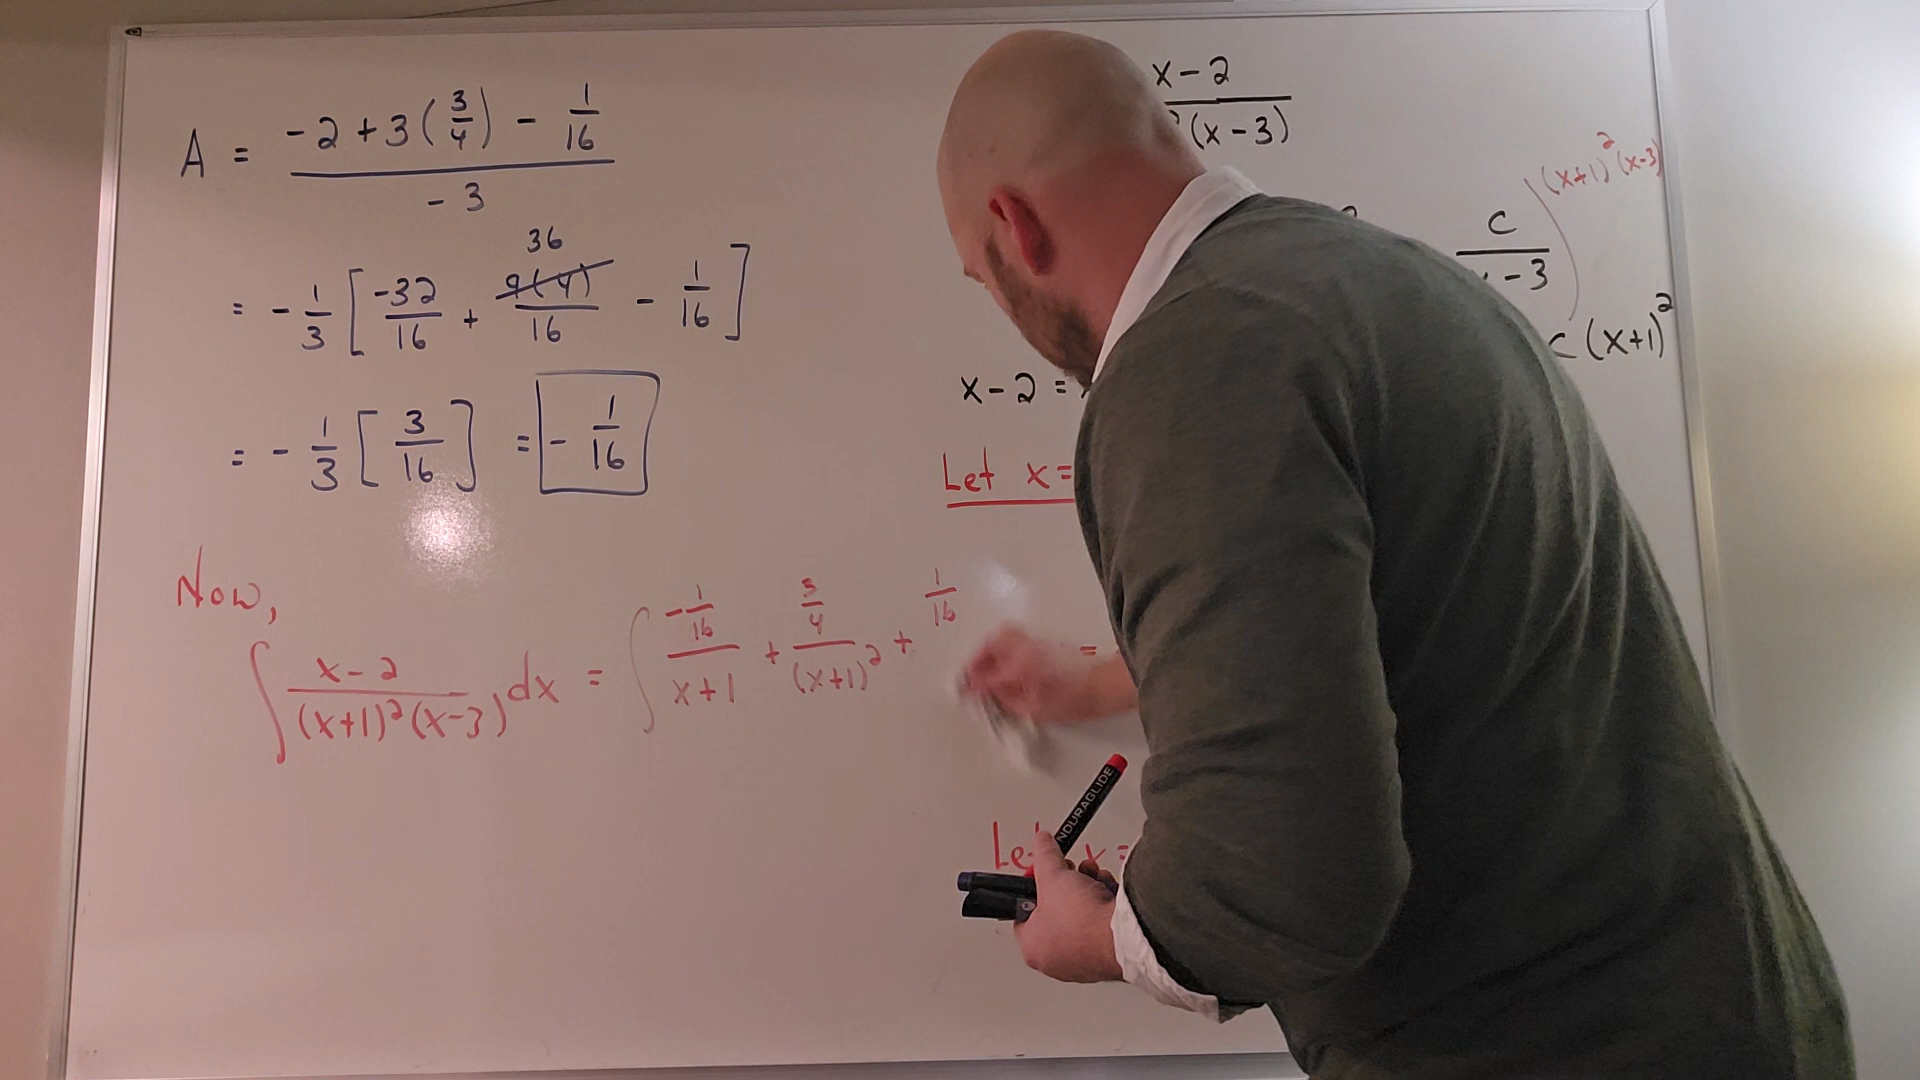 A = (-2 + 3(3/4) - 1/16) / -3
= -1/3 [ -32/16 + 9(4)/16 - 1/16 ]
36
= -1/3 [ 3/16 ] = - 1/16
Now,
∫ (x-2)/((x+1)²(x-3)) dx = ∫ (-1/16)/(x+1) + (3/4)/(x+1)² + 1/16 =
x-2
(x-3)
(x+1)²(x-3)
C
-3
C(x+1)²
x-2 =
Let x=
Let x=
NDURAGLIDE